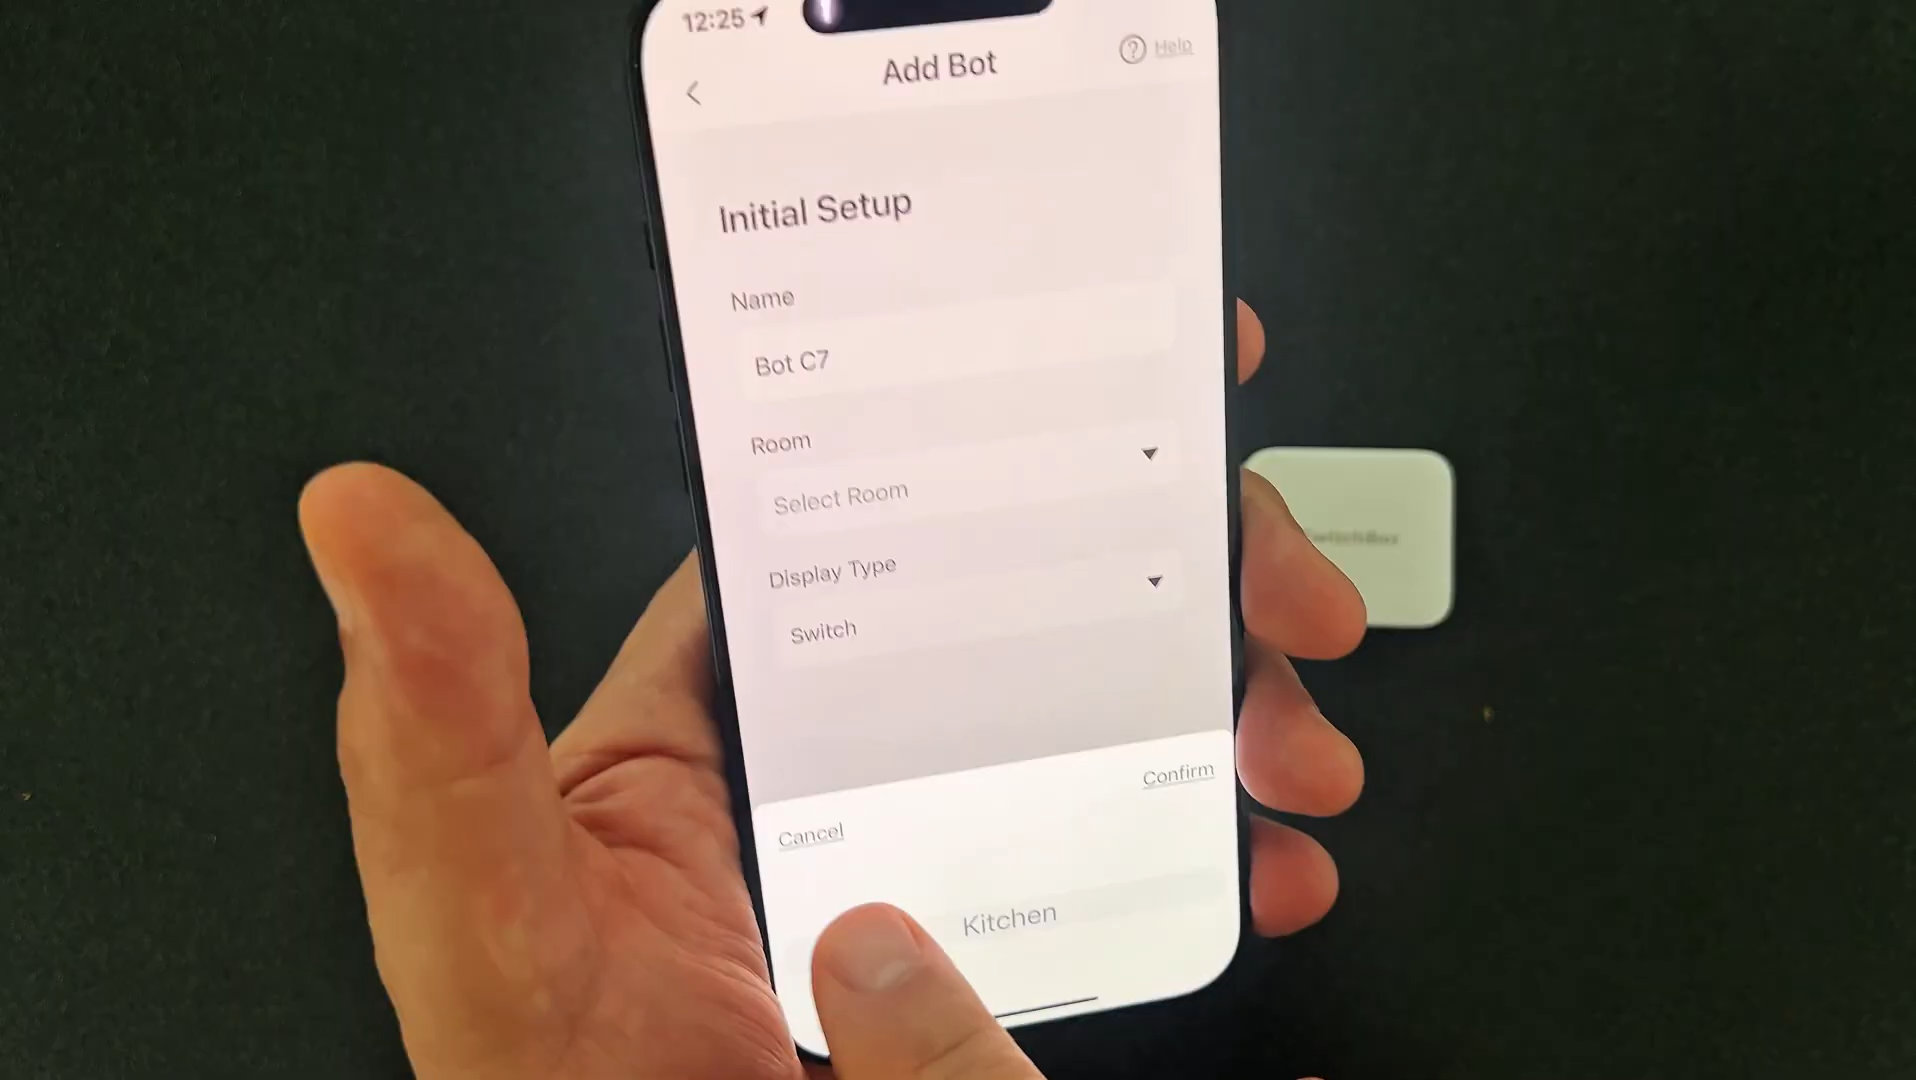 12:25
Add Bot
Help
Initial Setup
Name
Bot C7
Room
Select Room
Display Type
Switch
Confirm
Cancel
Kitchen